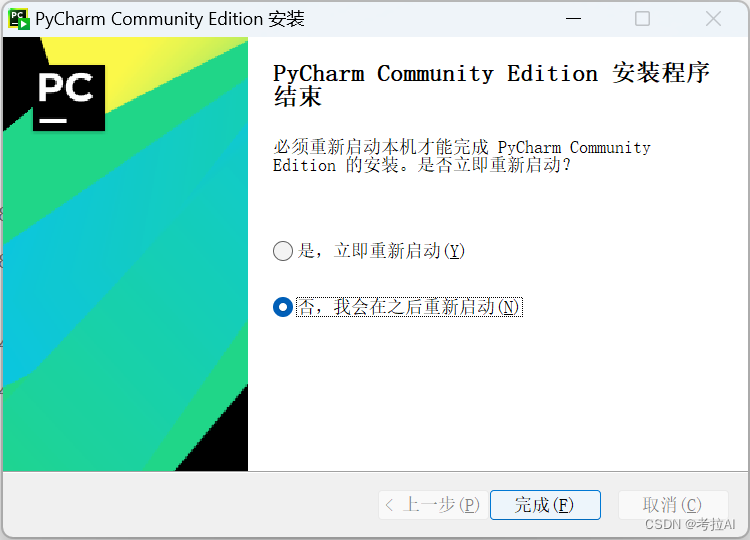 PyCharm Community Edition 安装
PC
PyCharm Community Edition 安装程序
结束
必须重新启动本机才能完成 PyCharm Community
Edition 的安装。是否立即重新启动？
是，立即重新启动(Y)
否，我会在之后重新启动(N)
< 上一步(P) 完成(F) 取消(C)
CSDN @考拉AI